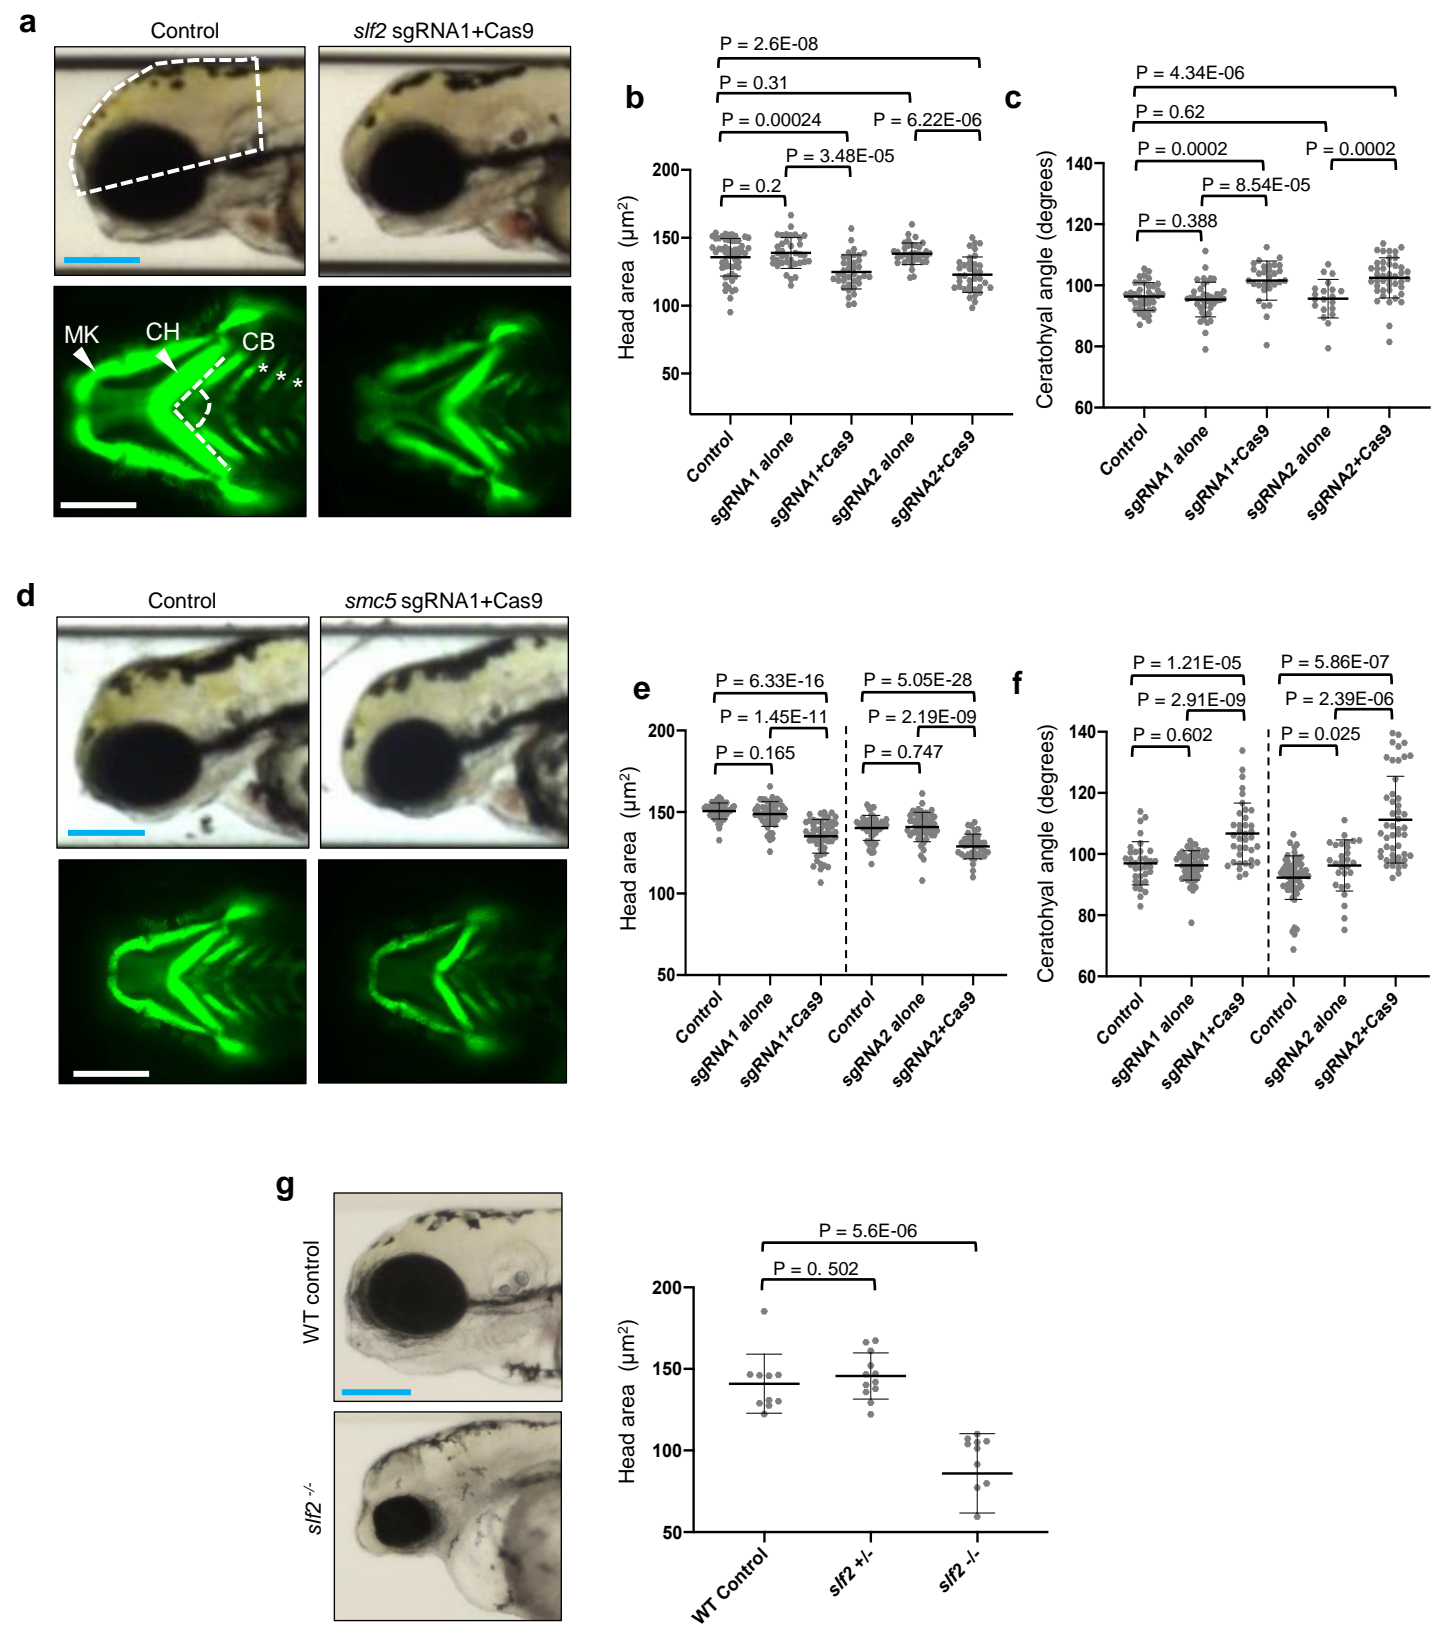 a
Control
slf2 sgRNA1+Cas9
MK
CH
CB
* * *
b
P = 2.6E-08
P = 0.31
P = 0.00024
P = 6.22E-06
P = 3.48E-05
P = 0.2
Head area (μm2)
200
150
100
50
Control
sgRNA1 alone
sgRNA1+Cas9
sgRNA2 alone
sgRNA2+Cas9
c
P = 4.34E-06
P = 0.62
P = 0.0002
P = 0.0002
P = 8.54E-05
P = 0.388
Ceratohyal angle (degrees)
140
120
100
80
60
Control
sgRNA1 alone
sgRNA1+Cas9
sgRNA2 alone
sgRNA2+Cas9
d
Control
smc5 sgRNA1+Cas9
e
P = 6.33E-16
P = 5.05E-28
P = 1.45E-11
P = 2.19E-09
P = 0.165
P = 0.747
Head area (μm2)
200
150
100
50
Control
sgRNA1 alone
sgRNA1+Cas9
Control
sgRNA2 alone
sgRNA2+Cas9
f
P = 1.21E-05
P = 5.86E-07
P = 2.91E-09
P = 2.39E-06
P = 0.602
P = 0.025
Ceratohyal angle (degrees)
140
120
100
80
60
Control
sgRNA1 alone
sgRNA1+Cas9
Control
sgRNA2 alone
sgRNA2+Cas9
g
WT control
slf2 -/-
P = 5.6E-06
P = 0. 502
Head area (μm2)
200
150
100
50
WT Control
slf2 +/-
slf2 -/-